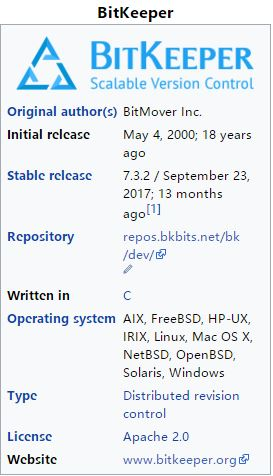 BitKeeper
BITKEEPER
Scalable Version Control
Original author(s) BitMover Inc.
Initial release May 4, 2000; 18 years
ago
Stable release 7.3.2 / September 23,
2017; 13 months
ago[1]
Repository repos.bkbits.net/bk
/dev/
Written in C
Operating system AIX, FreeBSD, HP-UX,
IRIX, Linux, Mac OS X,
NetBSD, OpenBSD,
Solaris, Windows
Type Distributed revision
control
License Apache 2.0
Website www.bitkeeper.org